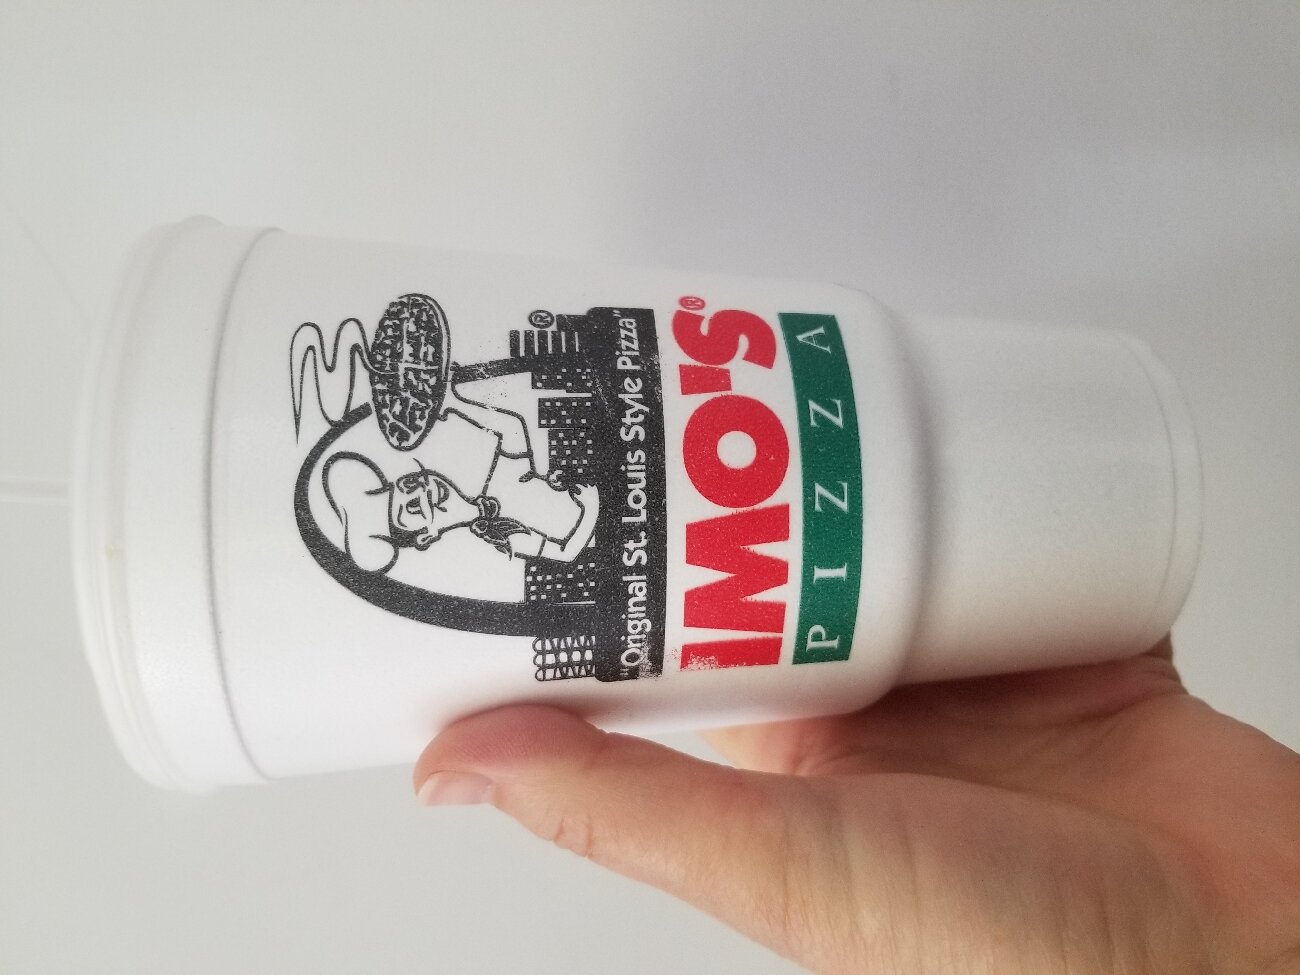 ®
"Original St. Louis Style Pizza"
IMO'S®
PIZZA